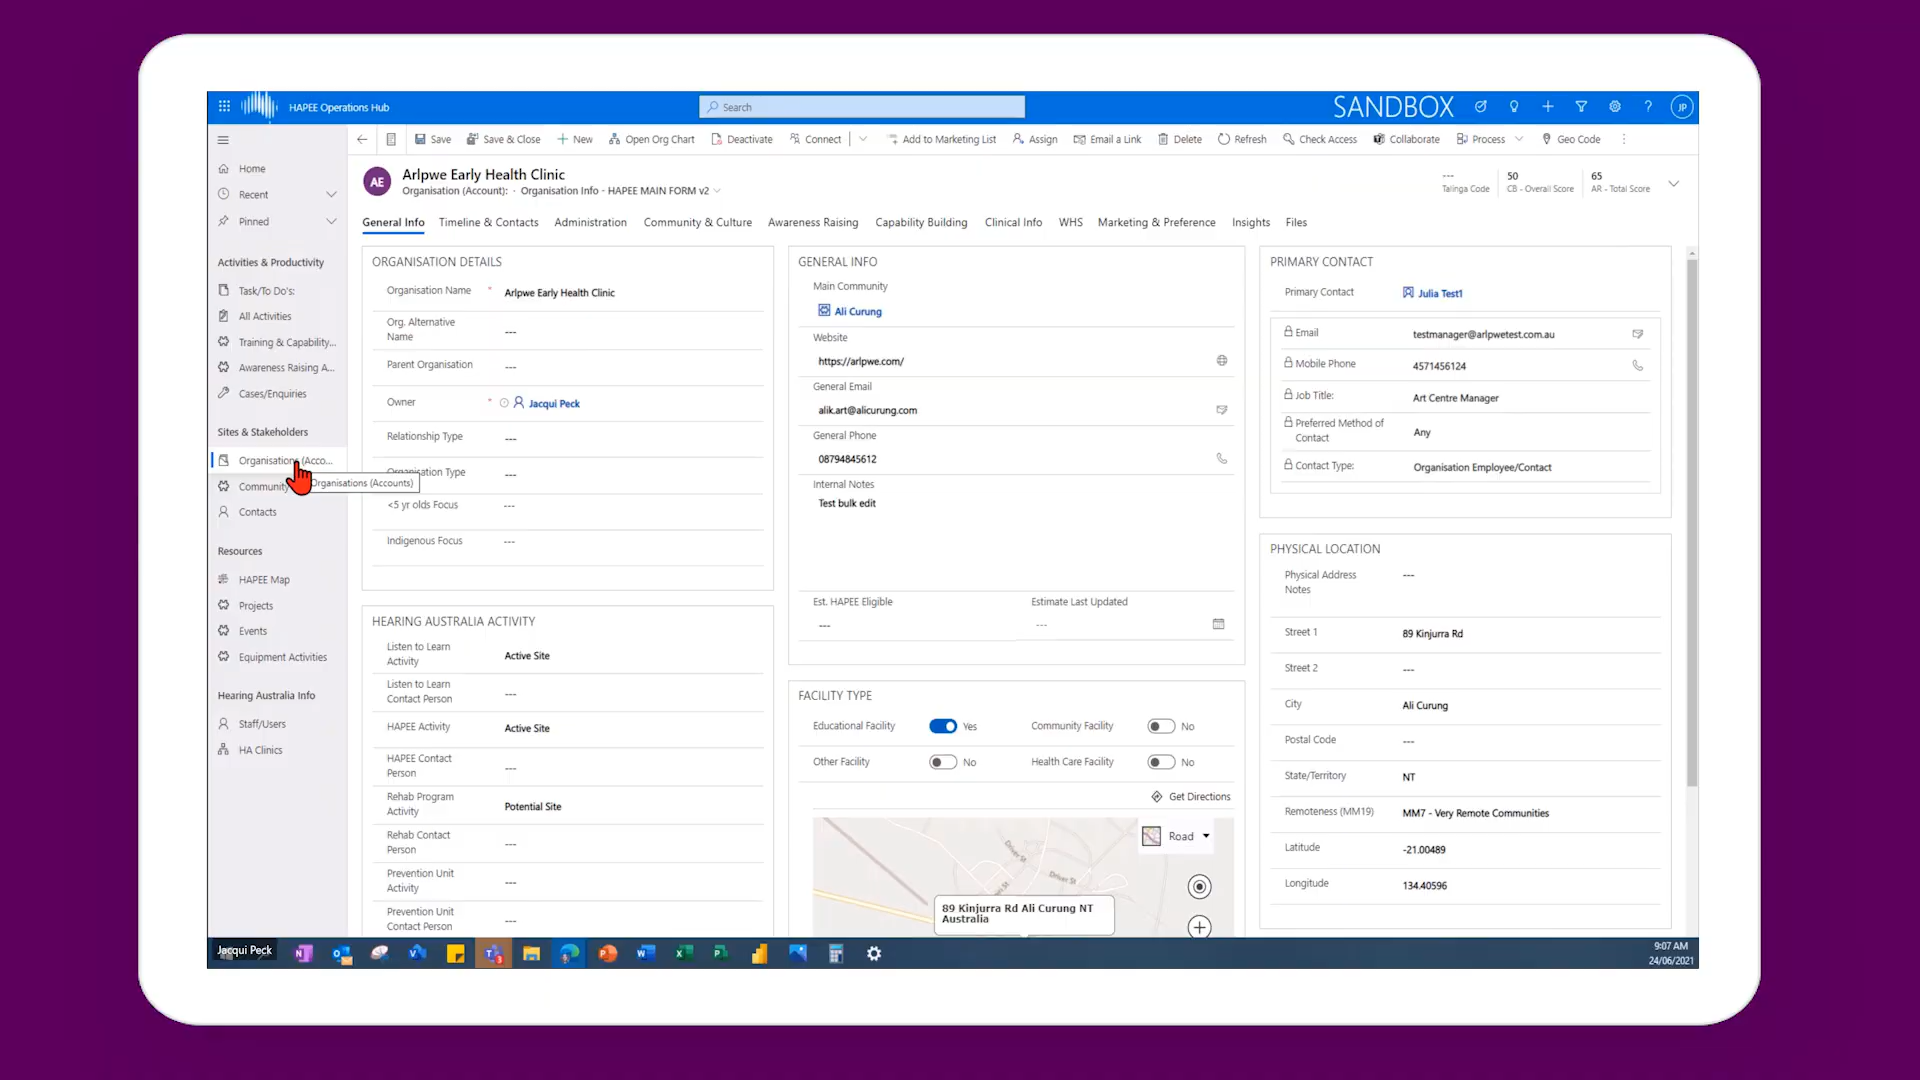 HAPEE Operations Hub
Search
SANDBOX
JP
Save
Save & Close
New
Open Org Chart
Deactivate
Connect
Add to Marketing List
Assign
Email a Link
Delete
Refresh
Check Access
Collaborate
Process
Geo Code
Home
Recent
Pinned
Activities & Productivity
Task/To Do's:
All Activities
Training & Capability...
Awareness Raising A...
Cases/Enquiries
Sites & Stakeholders
Organisations (Acco...
Organisations (Accounts)
Community
Contacts
Resources
HAPEE Map
Projects
Events
Equipment Activities
Hearing Australia Info
Staff/Users
HA Clinics
AE
Arlpwe Early Health Clinic
Organisation (Account): · Organisation Info - HAPEE MAIN FORM v2
---
Talinga Code
50
CB - Overall Score
65
AR - Total Score
General Info
Timeline & Contacts
Administration
Community & Culture
Awareness Raising
Capability Building
Clinical Info
WHS
Marketing & Preference
Insights
Files
ORGANISATION DETAILS
Organisation Name * Arlpwe Early Health Clinic
Org. Alternative
Name
---
Parent Organisation ---
Owner * Jacqui Peck
Relationship Type ---
Organisation Type ---
<5 yr olds Focus ---
Indigenous Focus ---
HEARING AUSTRALIA ACTIVITY
Listen to Learn
Activity
Active Site
Listen to Learn
Contact Person
---
HAPEE Activity Active Site
HAPEE Contact
Person
---
Rehab Program
Activity
Potential Site
Rehab Contact
Person
---
Prevention Unit
Activity
---
Prevention Unit
Contact Person
---
GENERAL INFO
Main Community
Ali Curung
Website
https://arlpwe.com/
General Email
alik.art@alicurung.com
General Phone
08794845612
Internal Notes
Test bulk edit
Est. HAPEE Eligible
---
Estimate Last Updated
---
FACILITY TYPE
Educational Facility Yes
Community Facility No
Other Facility No
Health Care Facility No
Get Directions
Road
Driver St
Driver St
89 Kinjurra Rd Ali Curung NT
Australia
PRIMARY CONTACT
Primary Contact Julia Test1
Email testmanager@arlpwetest.com.au
Mobile Phone 4571456124
Job Title: Art Centre Manager
Preferred Method of
Contact
Any
Contact Type: Organisation Employee/Contact
PHYSICAL LOCATION
Physical Address
Notes
---
Street 1 89 Kinjurra Rd
Street 2 ---
City Ali Curung
Postal Code ---
State/Territory NT
Remoteness (MM19) MM7 - Very Remote Communities
Latitude -21.00489
Longitude 134.40596
Jacqui Peck
9:07 AM
24/06/2021